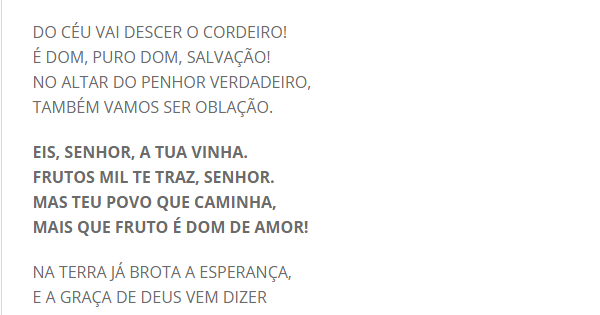 DO CÉU VAI DESCER O CORDEIRO!
É DOM, PURO DOM, SALVAÇÃO!
NO ALTAR DO PENHOR VERDADEIRO,
TAMBÉM VAMOS SER OBLAÇÃO.
EIS, SENHOR, A TUA VINHA.
FRUTOS MIL TE TRAZ, SENHOR.
MAS TEU POVO QUE CAMINHA,
MAIS QUE FRUTO É DOM DE AMOR!
NA TERRA JÁ BROTA A ESPERANÇA,
E A GRAÇA DE DEUS VEM DIZER